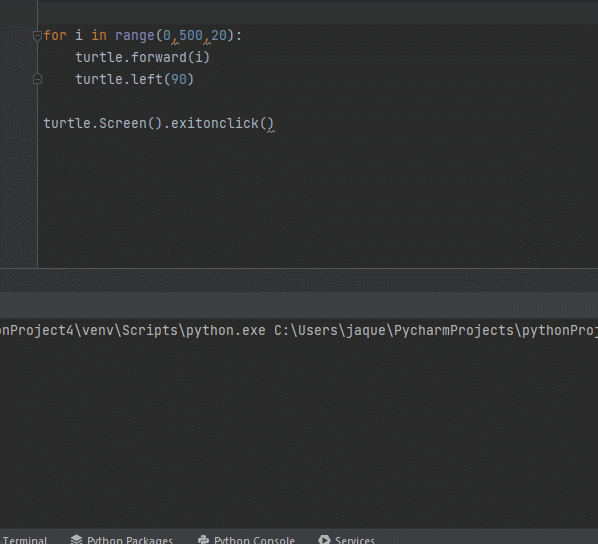 for i in range(0,500,20):
    turtle.forward(i)
    turtle.left(90)
turtle.Screen().exitonclick()
onProject4\venv\Scripts\python.exe C:\Users\jaque\PycharmProjects\pythonProj
Terminal Python Packages Python Console Services